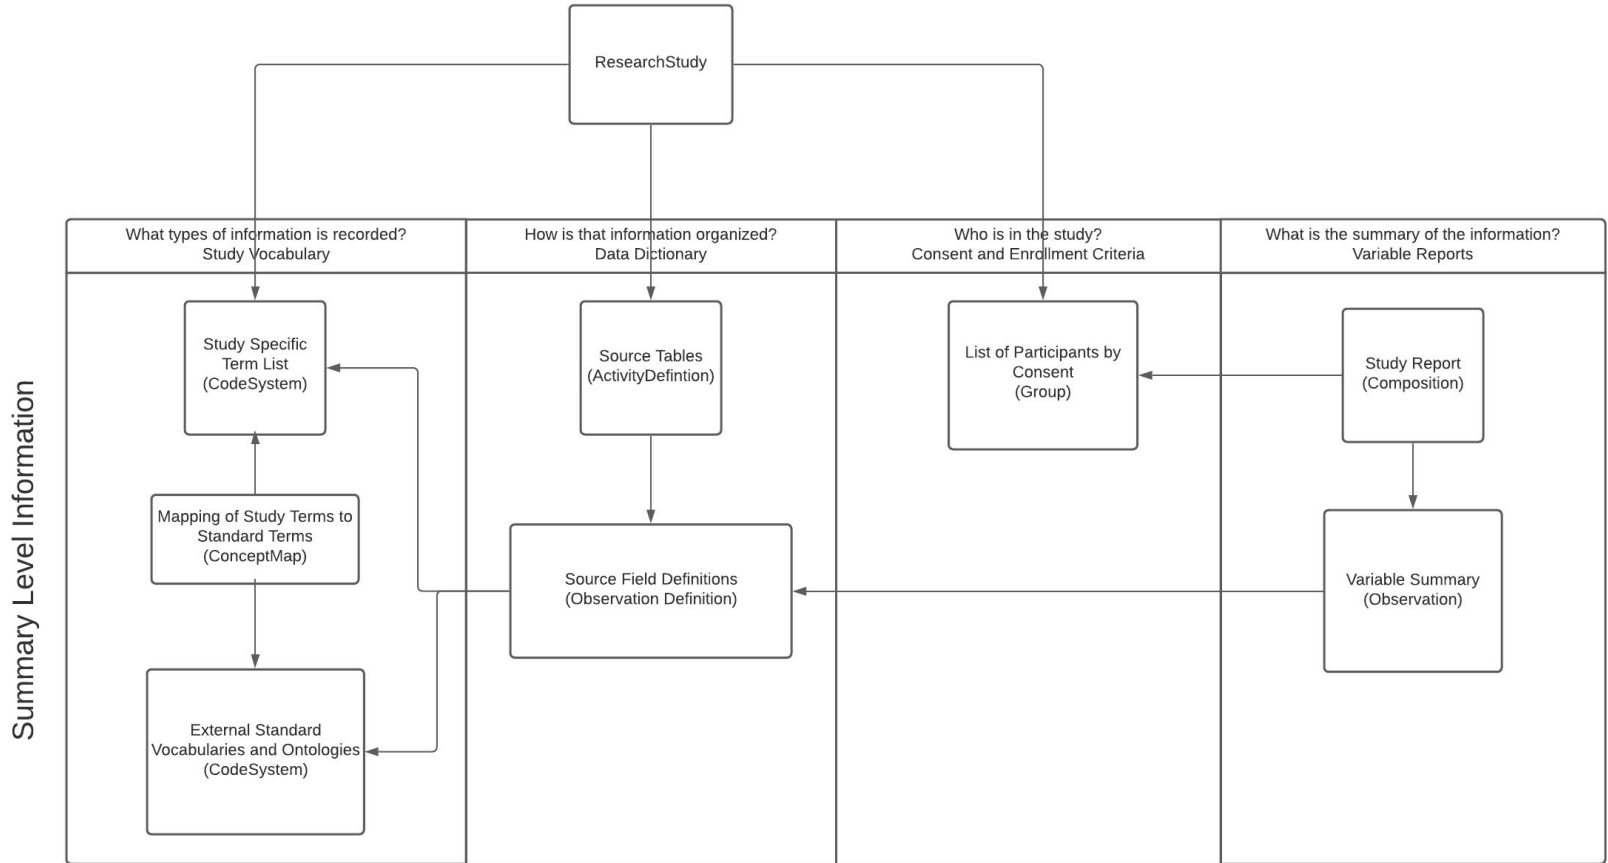 ResearchStudy
What types of information is recorded?
Study Vocabulary
How is that information organized?
Data Dictionary
Who is in the study?
Consent and Enrollment Criteria
What is the summary of the information?
Variable Reports
Summary Level Information
Study Specific
Term List
(CodeSystem)
Mapping of Study Terms to
Standard Terms
(ConceptMap)
External Standard
Vocabularies and Ontologies
(CodeSystem)
Source Tables
(ActivityDefintion)
Source Field Definitions
(Observation Definition)
List of Participants by
Consent
(Group)
Study Report
(Composition)
Variable Summary
(Observation)